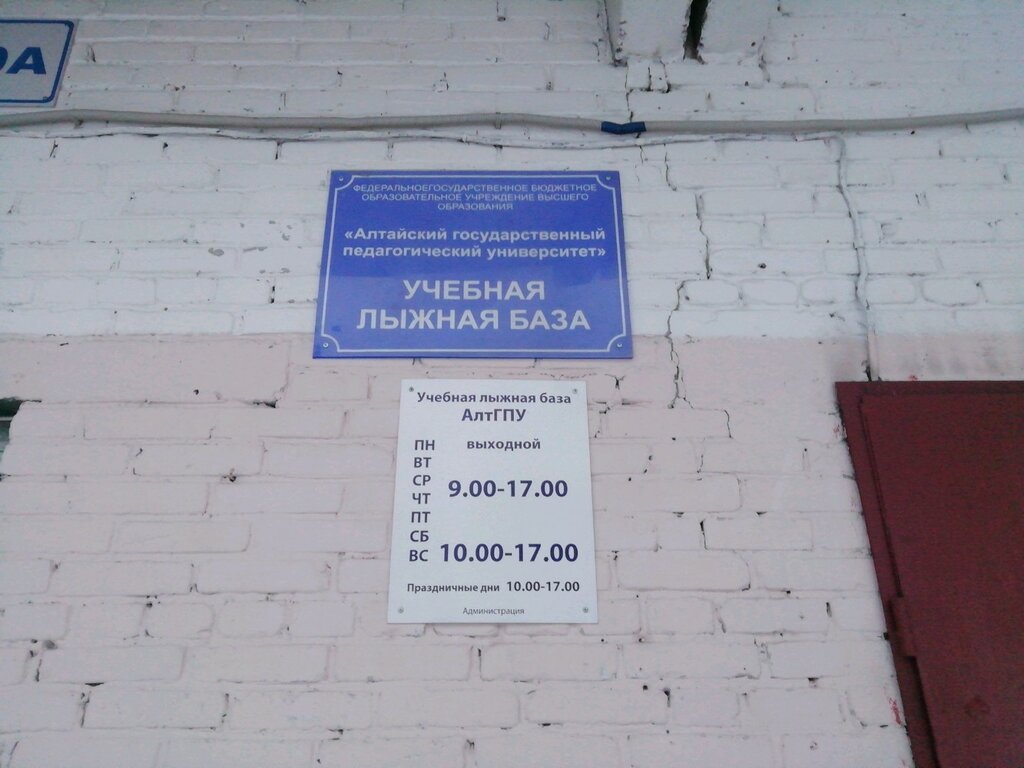 ФЕДЕРАЛЬНОЕГОСУДАРСТВЕННОЕ БЮДЖЕТНОЕ
ОБРАЗОВАТЕЛЬНОЕ УЧРЕЖДЕНИЕ ВЫСШЕГО
ОБРАЗОВАНИЯ
«Алтайский государственный
педагогический университет»
УЧЕБНАЯ
ЛЫЖНАЯ БАЗА
Учебная лыжная база
АлтГПУ
ПН выходной
ВТ
СР 9.00-17.00
ЧТ
ПТ
СБ
ВС 10.00-17.00
Праздничные дни 10.00-17.00
Администрация